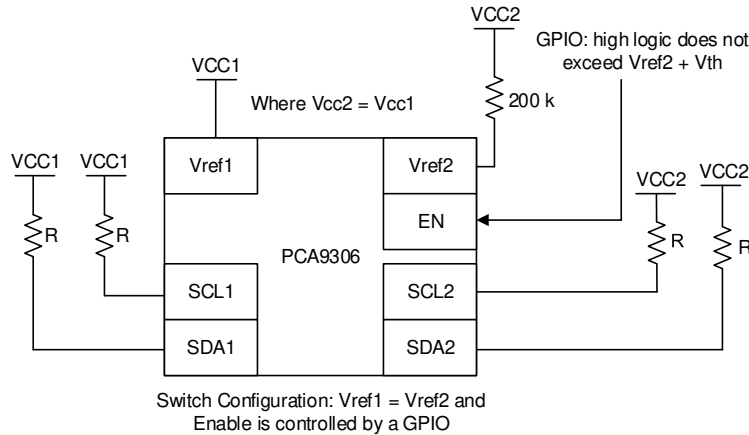 VCC2
GPIO: high logic does not
exceed Vref2 + Vth
VCC1
Where Vcc2 = Vcc1
200 k
VCC1
VCC1
Vref1
Vref2
VCC2
VCC2
EN
R
R
PCA9306
R
R
SCL1
SCL2
SDA1
SDA2
Switch Configuration: Vref1 = Vref2 and
Enable is controlled by a GPIO